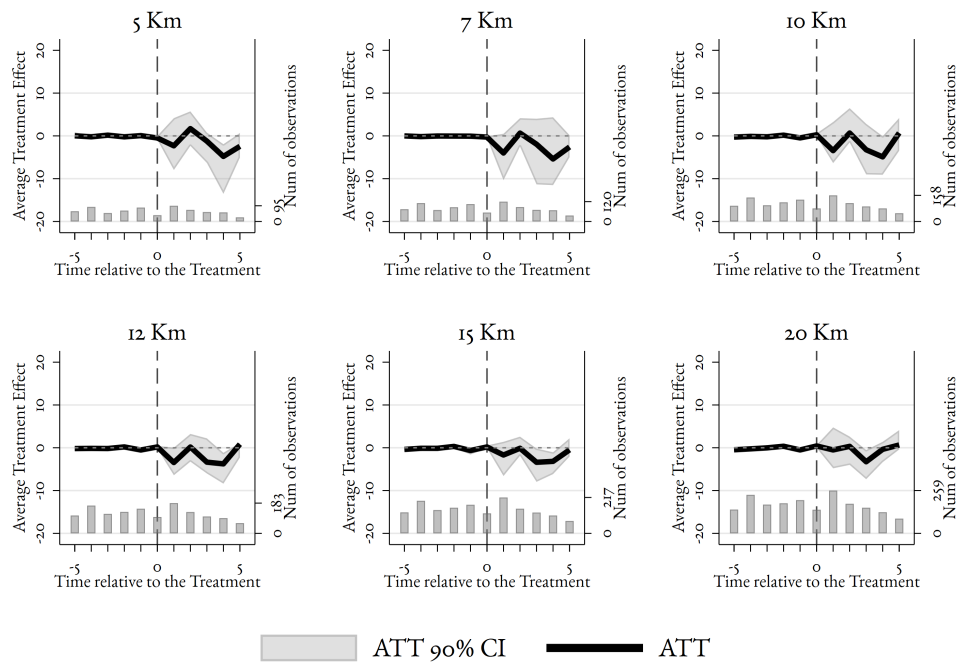 5 Km
7 Km
10 Km
Average Treatment Effect
20
10
0
-10
-20
Num of observations
0 95
-5 0 5
Time relative to the Treatment
Average Treatment Effect
20
10
0
-10
-20
Num of observations
0 120
-5 0 5
Time relative to the Treatment
Average Treatment Effect
20
10
0
-10
-20
Num of observations
0 158
-5 0 5
Time relative to the Treatment
12 Km
15 Km
20 Km
Average Treatment Effect
20
10
0
-10
-20
Num of observations
0 183
-5 0 5
Time relative to the Treatment
Average Treatment Effect
20
10
0
-10
-20
Num of observations
0 217
-5 0 5
Time relative to the Treatment
Average Treatment Effect
20
10
0
-10
-20
Num of observations
0 259
-5 0 5
Time relative to the Treatment
ATT 90% CI ATT